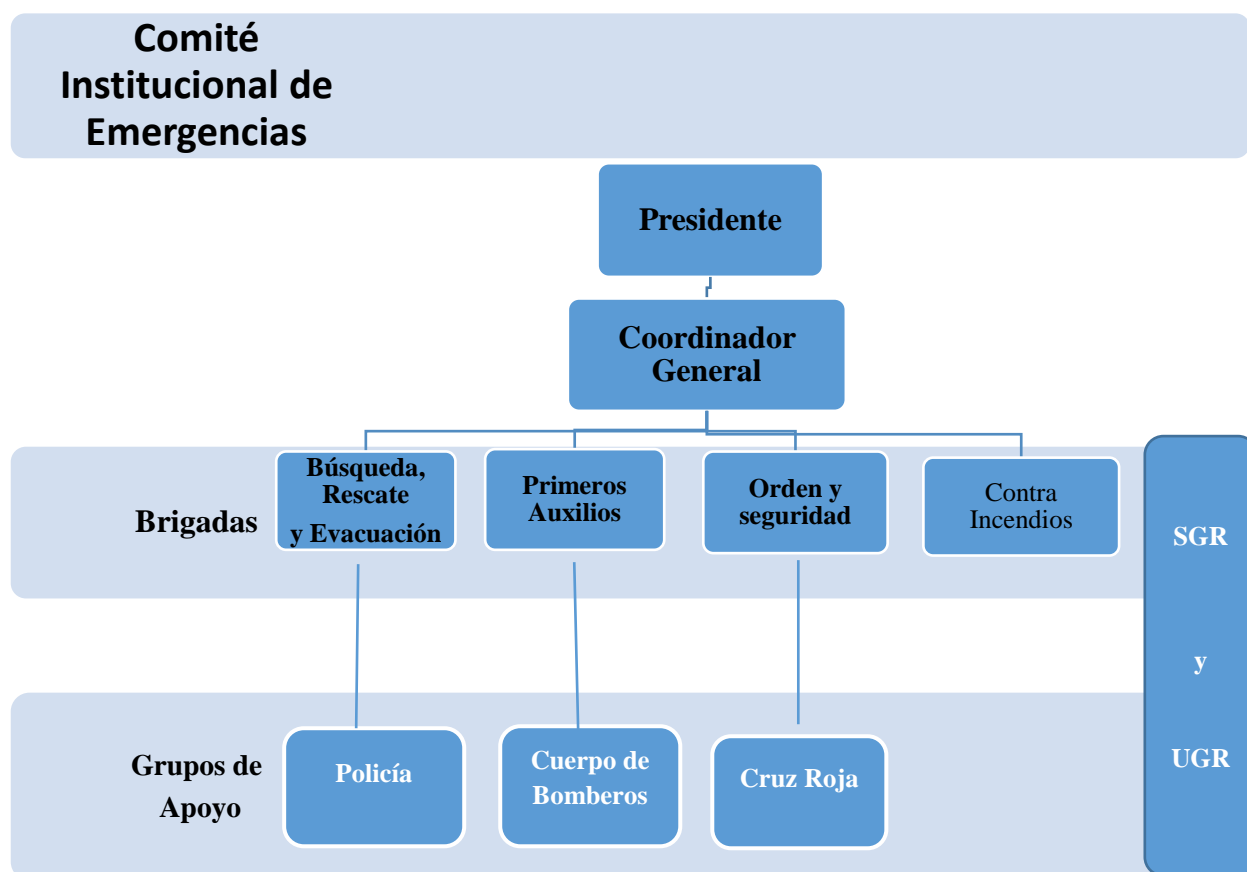 Comité
Institucional de
Emergencias
Presidente
Coordinador
General
Brigadas
Búsqueda,
Rescate
y Evacuación
Primeros
Auxilios
Orden y
seguridad
Contra
Incendios
SGR
y
UGR
Grupos de
Apoyo
Policía
Cuerpo de
Bomberos
Cruz Roja